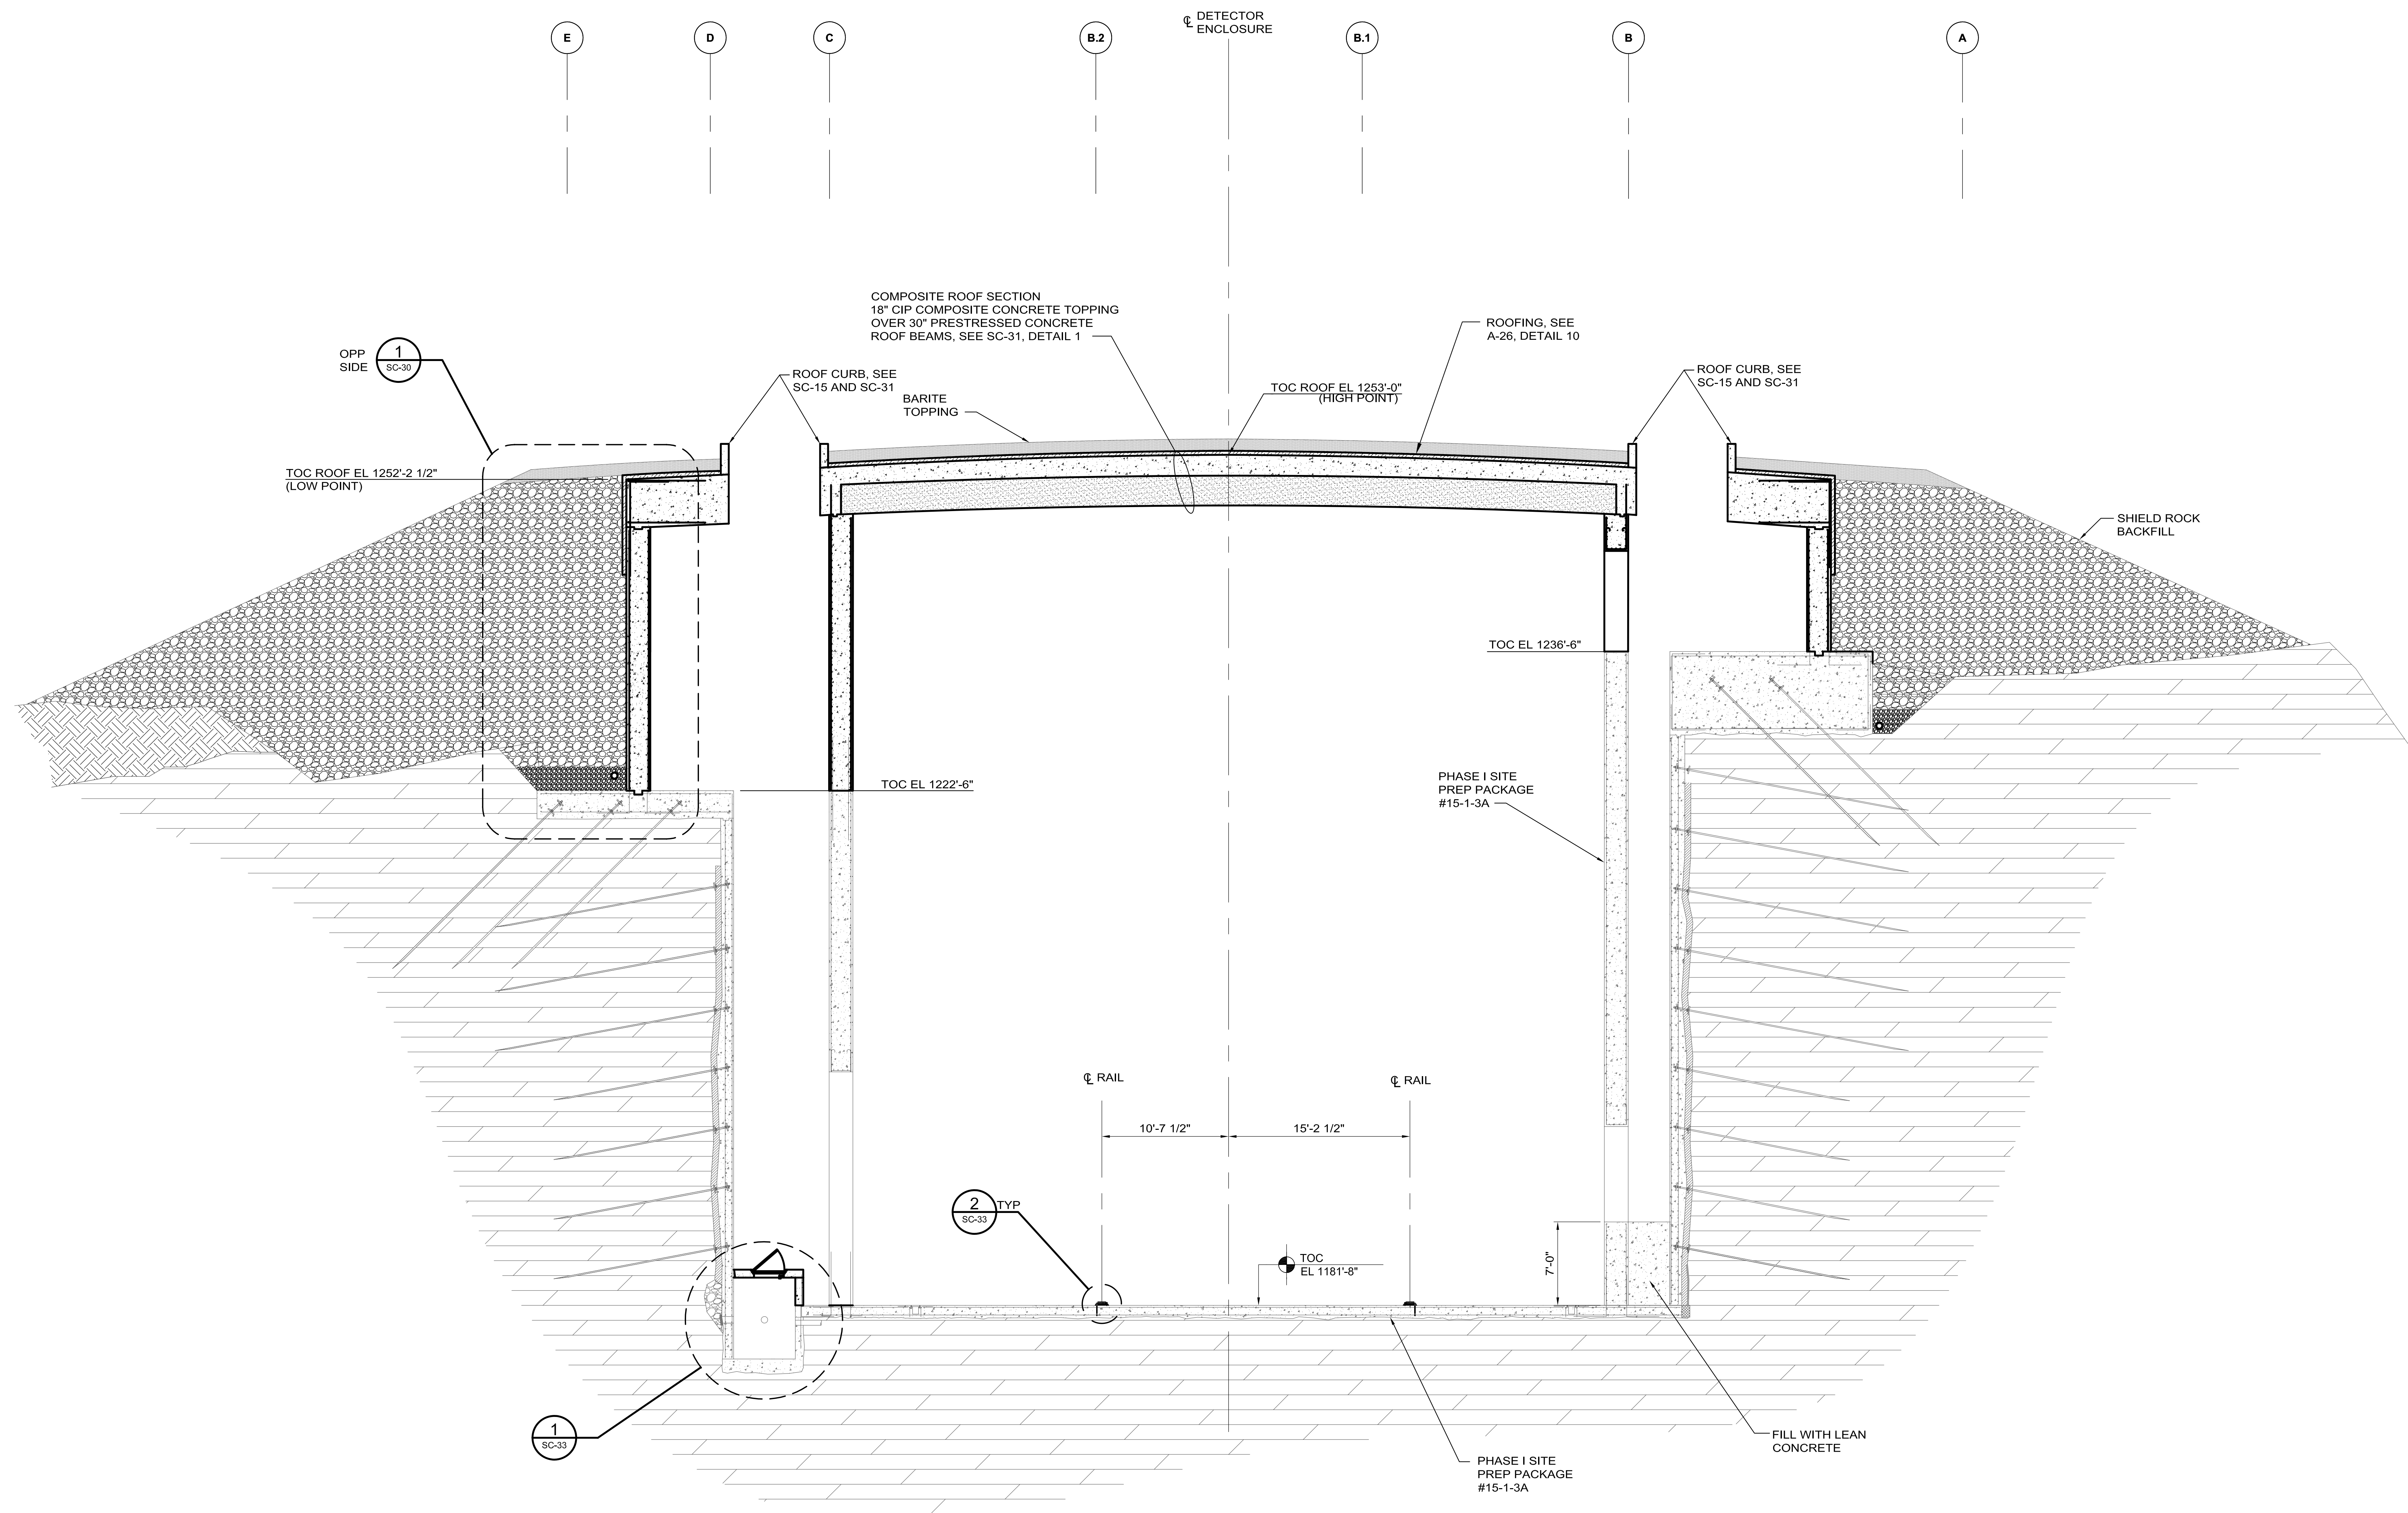 ℄ DETECTOR
ENCLOSURE
E
D
C
B.2
B.1
B
A
COMPOSITE ROOF SECTION
18" CIP COMPOSITE CONCRETE TOPPING
OVER 30" PRESTRESSED CONCRETE
ROOF BEAMS, SEE SC-31, DETAIL 1
ROOFING, SEE
A-26, DETAIL 10
OPP
SIDE
1
SC-30
ROOF CURB, SEE
SC-15 AND SC-31
BARITE
TOPPING
TOC ROOF EL 1253'-0"
(HIGH POINT)
ROOF CURB, SEE
SC-15 AND SC-31
TOC ROOF EL 1252'-2 1/2"
(LOW POINT)
SHIELD ROCK
BACKFILL
TOC EL 1236'-6"
TOC EL 1222'-6"
PHASE I SITE
PREP PACKAGE
#15-1-3A
℄ RAIL
℄ RAIL
10'-7 1/2"
15'-2 1/2"
2
SC-33
TYP
TOC
EL 1181'-8"
7'-0"
1
SC-33
FILL WITH LEAN
CONCRETE
PHASE I SITE
PREP PACKAGE
#15-1-3A